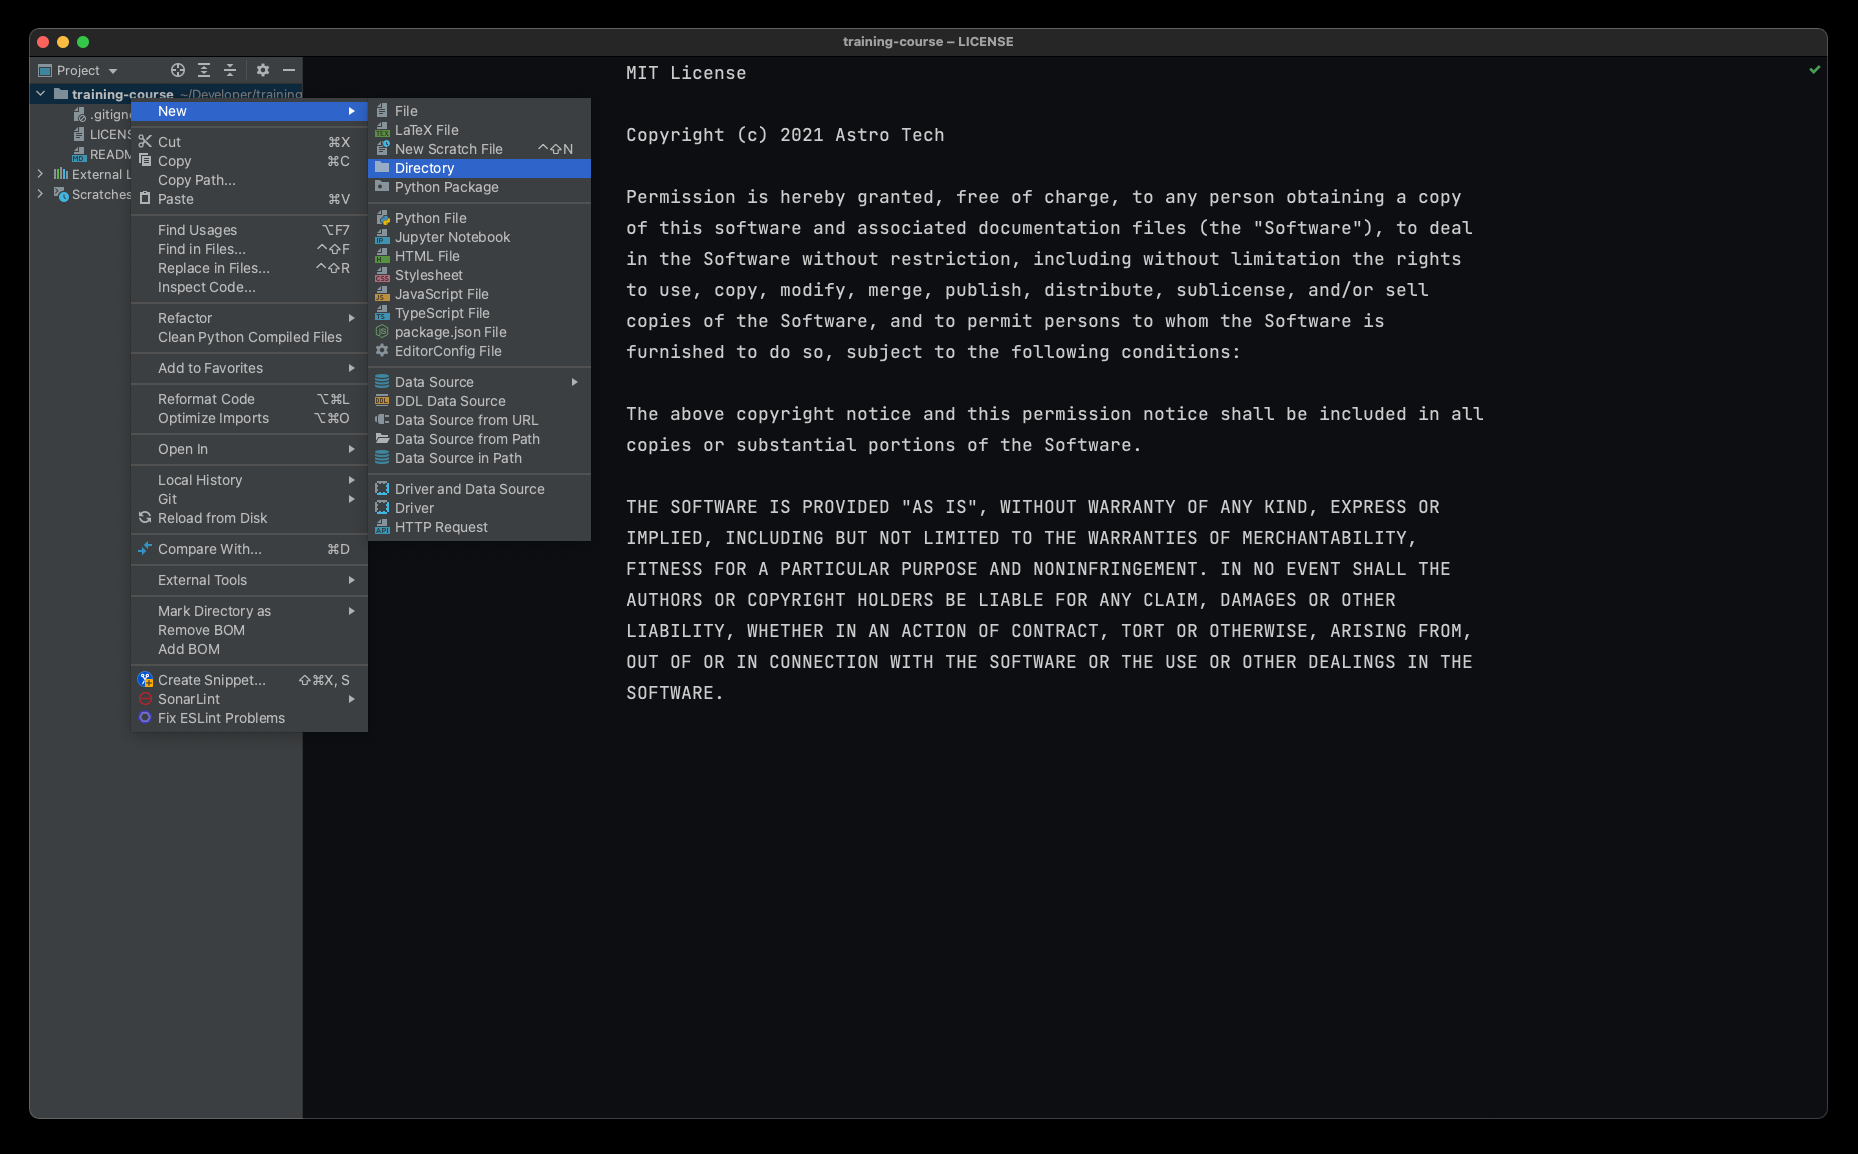 training-course – LICENSE
Project
training-course ~/Developer/training
.gitign
LICENS
READM
External L
Scratches
New
Cut ⌘X
Copy ⌘C
Copy Path...
Paste ⌘V
Find Usages ⌥F7
Find in Files... ^⇧F
Replace in Files... ^⇧R
Inspect Code...
Refactor
Clean Python Compiled Files
Add to Favorites
Reformat Code ⌥⌘L
Optimize Imports ⌥⌘O
Open In
Local History
Git
Reload from Disk
Compare With... ⌘D
External Tools
Mark Directory as
Remove BOM
Add BOM
Create Snippet... ⇧⌘X, S
SonarLint
Fix ESLint Problems
File
LaTeX File
New Scratch File ^⇧N
Directory
Python Package
Python File
Jupyter Notebook
HTML File
Stylesheet
JavaScript File
TypeScript File
package.json File
EditorConfig File
Data Source
DDL Data Source
Data Source from URL
Data Source from Path
Data Source in Path
Driver and Data Source
Driver
HTTP Request
MIT License
Copyright (c) 2021 Astro Tech
Permission is hereby granted, free of charge, to any person obtaining a copy
of this software and associated documentation files (the "Software"), to deal
in the Software without restriction, including without limitation the rights
to use, copy, modify, merge, publish, distribute, sublicense, and/or sell
copies of the Software, and to permit persons to whom the Software is
furnished to do so, subject to the following conditions:
The above copyright notice and this permission notice shall be included in all
copies or substantial portions of the Software.
THE SOFTWARE IS PROVIDED "AS IS", WITHOUT WARRANTY OF ANY KIND, EXPRESS OR
IMPLIED, INCLUDING BUT NOT LIMITED TO THE WARRANTIES OF MERCHANTABILITY,
FITNESS FOR A PARTICULAR PURPOSE AND NONINFRINGEMENT. IN NO EVENT SHALL THE
AUTHORS OR COPYRIGHT HOLDERS BE LIABLE FOR ANY CLAIM, DAMAGES OR OTHER
LIABILITY, WHETHER IN AN ACTION OF CONTRACT, TORT OR OTHERWISE, ARISING FROM,
OUT OF OR IN CONNECTION WITH THE SOFTWARE OR THE USE OR OTHER DEALINGS IN THE
SOFTWARE.